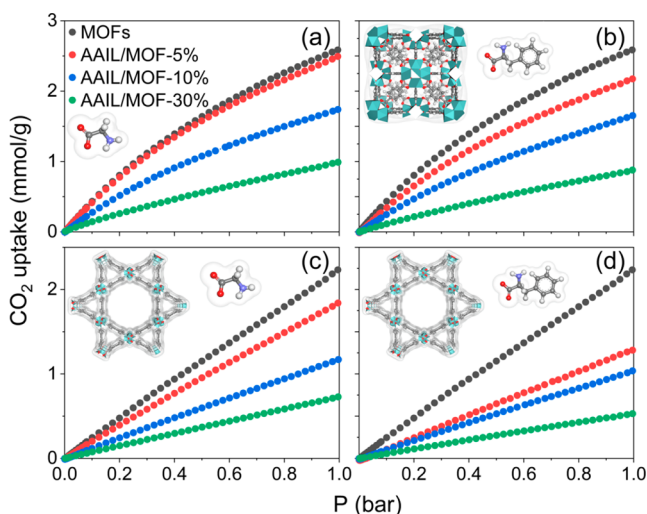 CO2 uptake (mmol/g)
3
2
1
0
MOFs
AAIL/MOF-5%
AAIL/MOF-10%
AAIL/MOF-30%
(a)
(b)
2
1
0
(c)
(d)
0.0 0.2 0.4 0.6 0.8 1.0
0.2 0.4 0.6 0.8 1.0
P (bar)